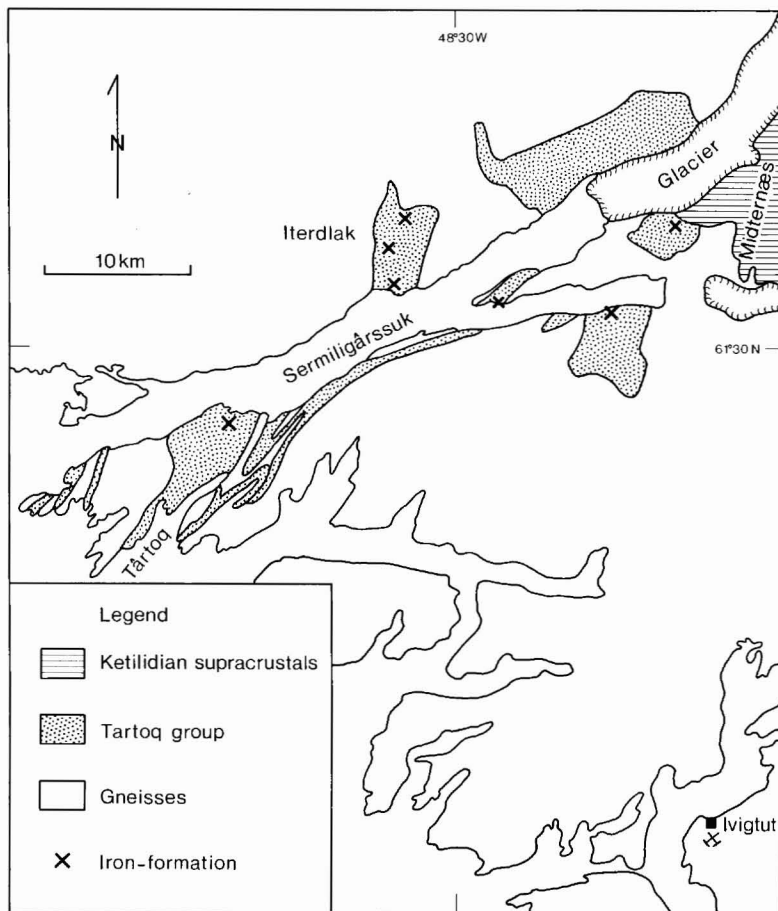 48°30W
N
Glacier
Midternæs
Iterdlak
10 km
Sermiligârssuk
61°30 N
Târtoq
Legend
Ketilidian supracrustals
Tartoq group
Gneisses
Iron-formation
Ivigtut